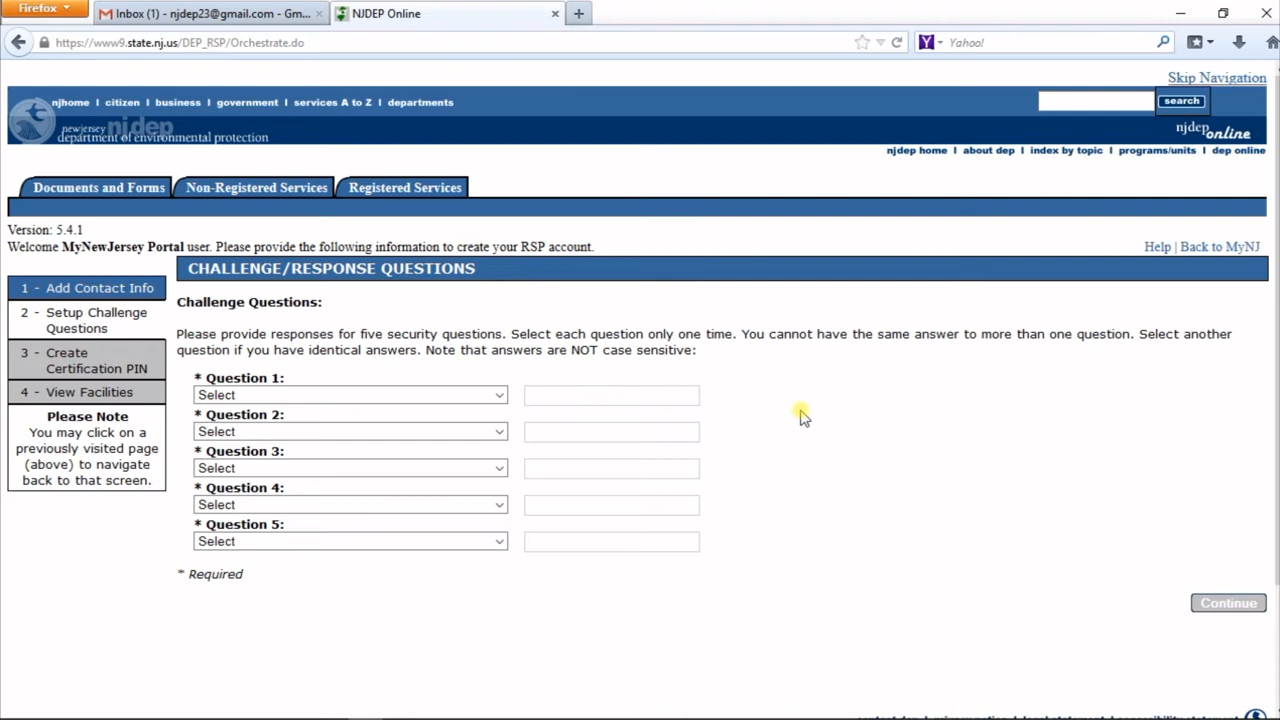 Firefox
Inbox (1) - njdep23@gmail.com - Gm...
NJDEP Online
https://www9.state.nj.us/DEP_RSP/Orchestrate.do
Yahoo!
Skip Navigation
njhome | citizen | business | government | services A to Z | departments
search
newjersey njdep
department of environmental protection
njdep online
njdep home | about dep | index by topic | programs/units | dep online
Documents and Forms
Non-Registered Services
Registered Services
Version: 5.4.1
Welcome MyNewJersey Portal user. Please provide the following information to create your RSP account.
Help | Back to MyNJ
1 - Add Contact Info
2 - Setup Challenge
Questions
3 - Create
Certification PIN
4 - View Facilities
Please Note
You may click on a
previously visited page
(above) to navigate
back to that screen.
CHALLENGE/RESPONSE QUESTIONS
Challenge Questions:
Please provide responses for five security questions. Select each question only one time. You cannot have the same answer to more than one question. Select another
question if you have identical answers. Note that answers are NOT case sensitive:
* Question 1:
Select
* Question 2:
Select
* Question 3:
Select
* Question 4:
Select
* Question 5:
Select
* Required
Continue